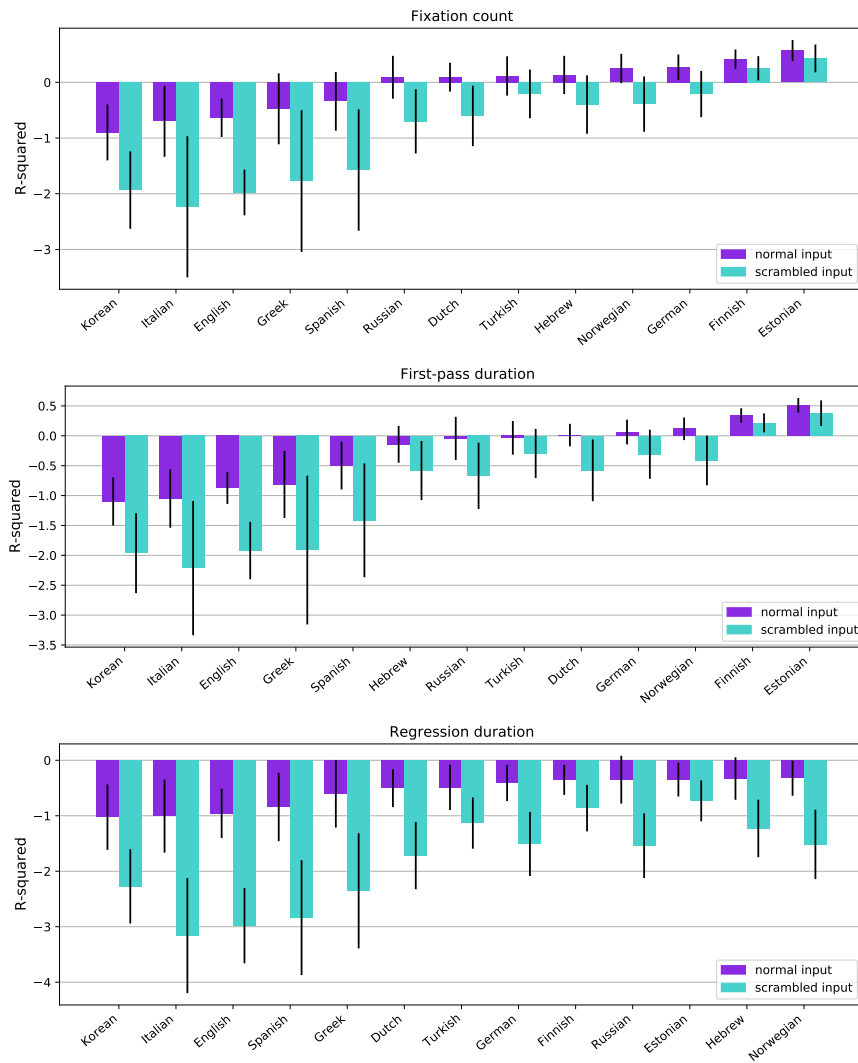 Fixation count
R-squared
0
−1
−2
−3
normal input
scrambled input
Korean
Italian
English
Greek
Spanish
Russian
Dutch
Turkish
Hebrew
Norwegian
German
Finnish
Estonian
First-pass duration
R-squared
0.5
0.0
−0.5
−1.0
−1.5
−2.0
−2.5
−3.0
−3.5
normal input
scrambled input
Korean
Italian
English
Greek
Spanish
Hebrew
Russian
Turkish
Dutch
German
Norwegian
Finnish
Estonian
Regression duration
R-squared
0
−1
−2
−3
−4
normal input
scrambled input
Korean
Italian
English
Spanish
Greek
Dutch
Turkish
German
Finnish
Russian
Estonian
Hebrew
Norwegian